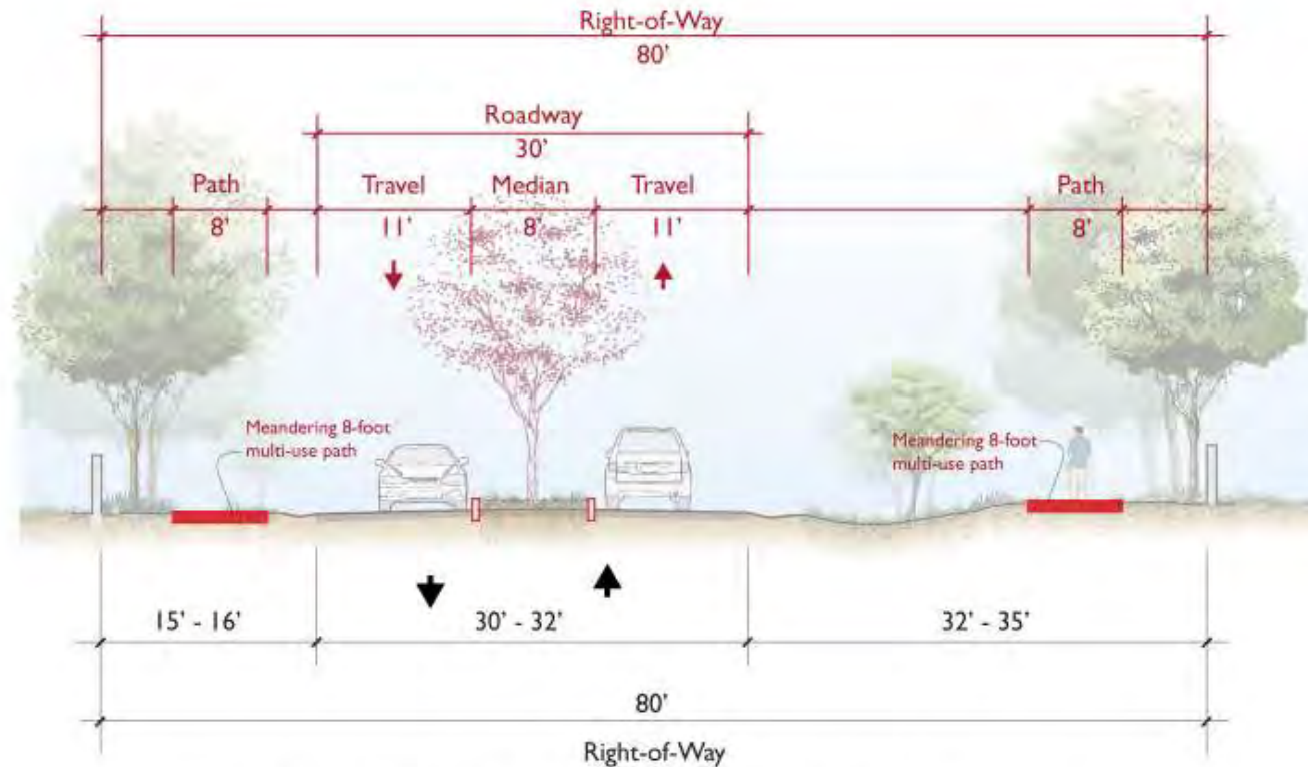 Right-of-Way
80'
Roadway
30'
Path
Travel
Median
Travel
Path
8'
11'
8'
11'
8'
Meandering 8-foot
multi-use path
Meandering 8-foot
multi-use path
15' - 16'
30' - 32'
32' - 35'
80'
Right-of-Way